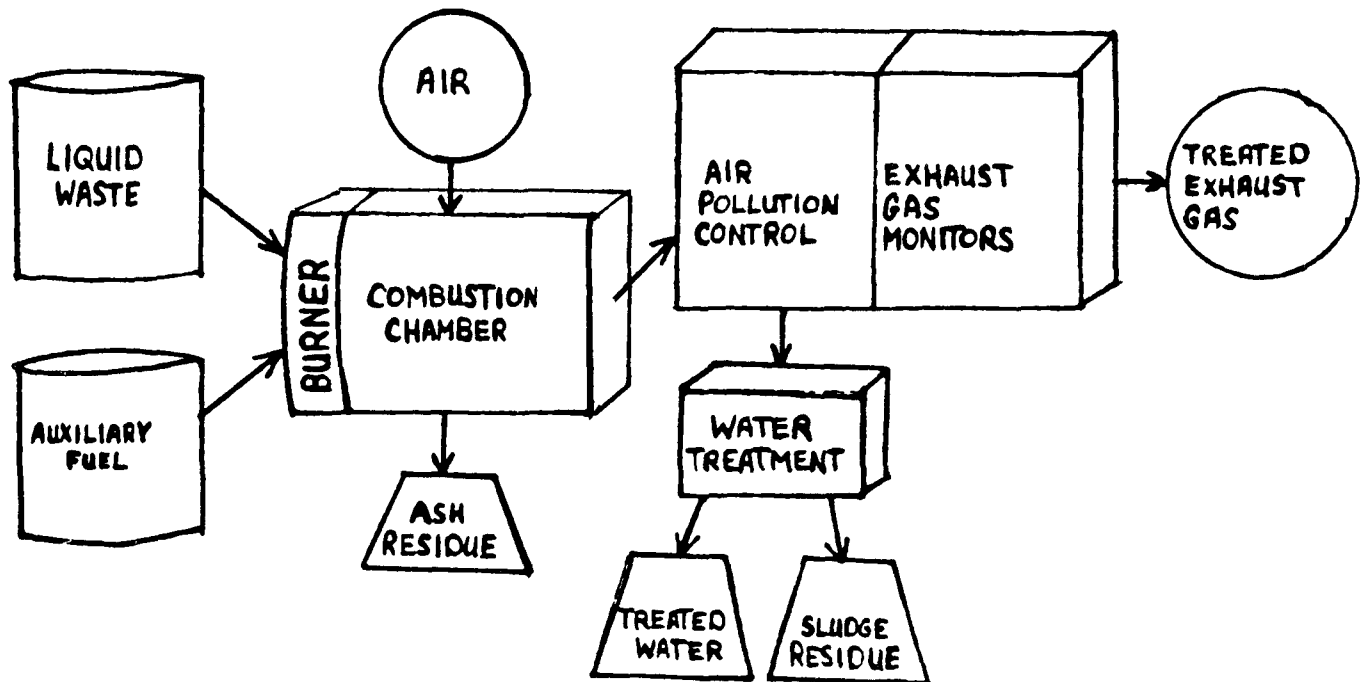 AIR
LIQUID
WASTE
BURNER
COMBUSTION
CHAMBER
AUXILIARY
FUEL
ASH
RESIDUE
AIR
POLLUTION
CONTROL
EXHAUST
GAS
MONITORS
TREATED
EXHAUST
GAS
WATER
TREATMENT
TREATED
WATER
SLUDGE
RESIDUE